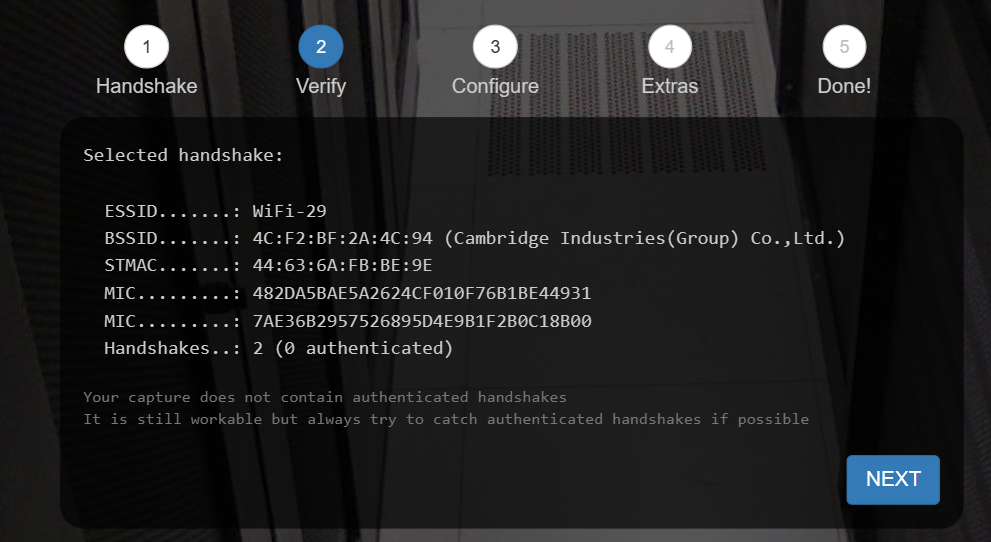 1 2 3 4 5
Handshake Verify Configure Extras Done!
Selected handshake:
ESSID.......: WiFi-29
BSSID.......: 4C:F2:BF:2A:4C:94 (Cambridge Industries(Group) Co.,Ltd.)
STMAC.......: 44:63:6A:FB:BE:9E
MIC.........: 482DA5BAE5A2624CF010F76B1BE44931
MIC.........: 7AE36B2957526895D4E9B1F2B0C18B00
Handshakes..: 2 (0 authenticated)
Your capture does not contain authenticated handshakes
It is still workable but always try to catch authenticated handshakes if possible
NEXT